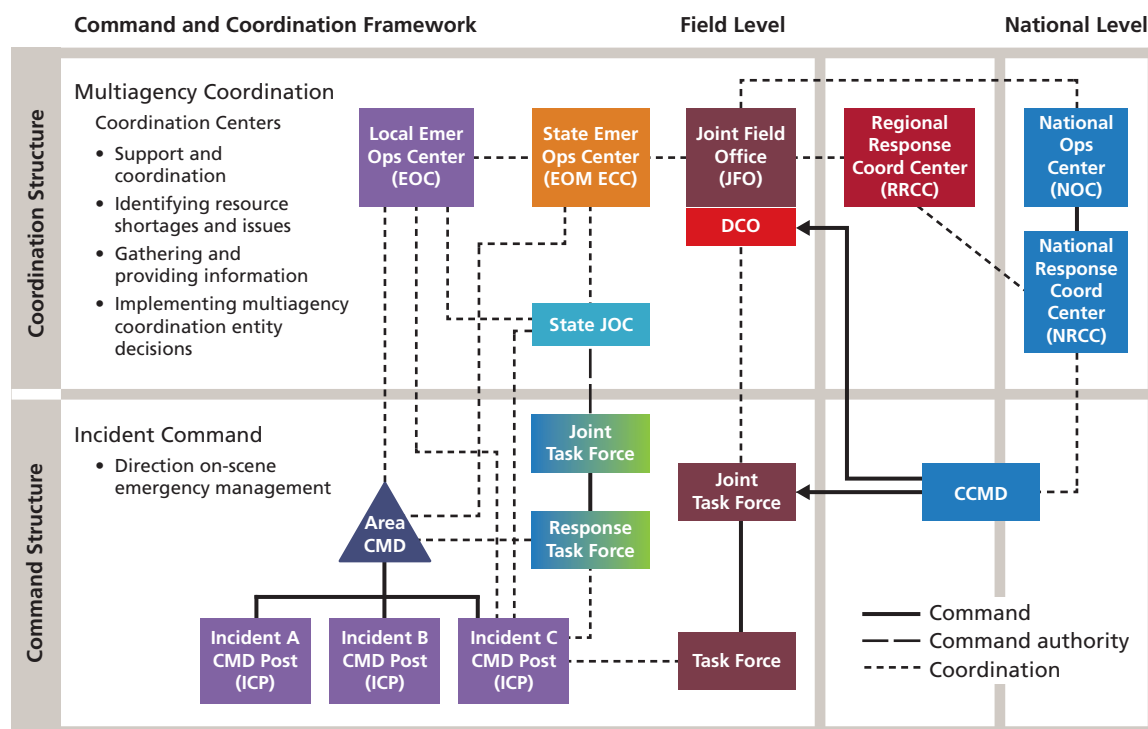 Command and Coordination Framework
Field Level
National Level
Coordination Structure
Multiagency Coordination
Coordination Centers
• Support and
coordination
• Identifying resource
shortages and issues
• Gathering and
providing information
• Implementing multiagency
coordination entity
decisions
Local Emer
Ops Center
(EOC)
State Emer
Ops Center
(EOM ECC)
Joint Field
Office
(JFO)
DCO
Regional
Response
Coord Center
(RRCC)
National
Ops
Center
(NOC)
National
Response
Coord
Center
(NRCC)
State JOC
Command Structure
Incident Command
• Direction on-scene
emergency management
Joint
Task Force
Response
Task Force
Area
CMD
Joint
Task Force
CCMD
Incident A
CMD Post
(ICP)
Incident B
CMD Post
(ICP)
Incident C
CMD Post
(ICP)
Task Force
Command
Command authority
Coordination